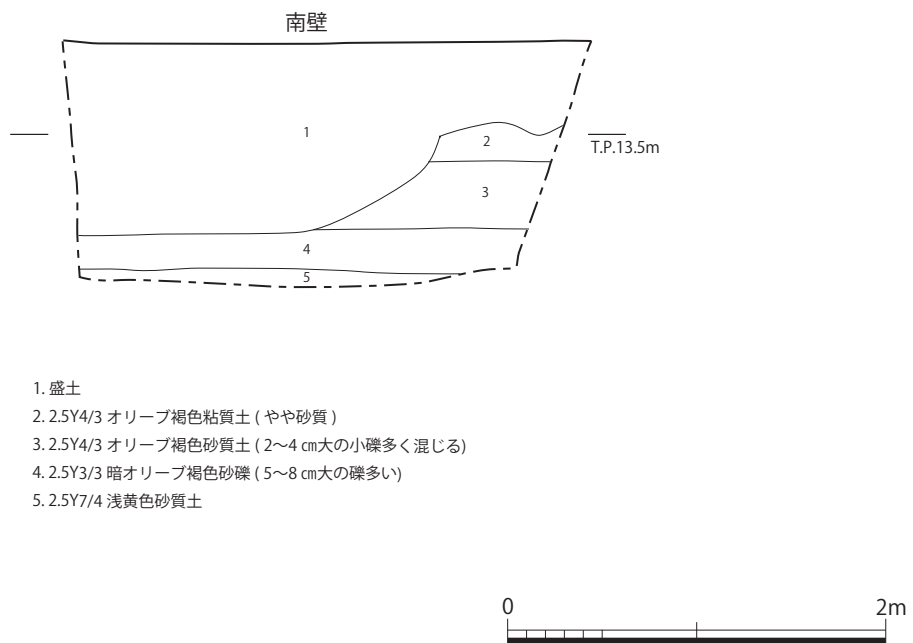 南壁
1
2
T.P.13.5m
3
4
5
1. 盛土
2. 2.5Y4/3 オリーブ褐色粘質土 ( やや砂質 )
3. 2.5Y4/3 オリーブ褐色砂質土 ( 2〜4 ㎝大の小礫多く混じる)
4. 2.5Y3/3 暗オリーブ褐色砂礫 ( 5〜8 ㎝大の礫多い)
5. 2.5Y7/4 浅黄色砂質土
0 2m